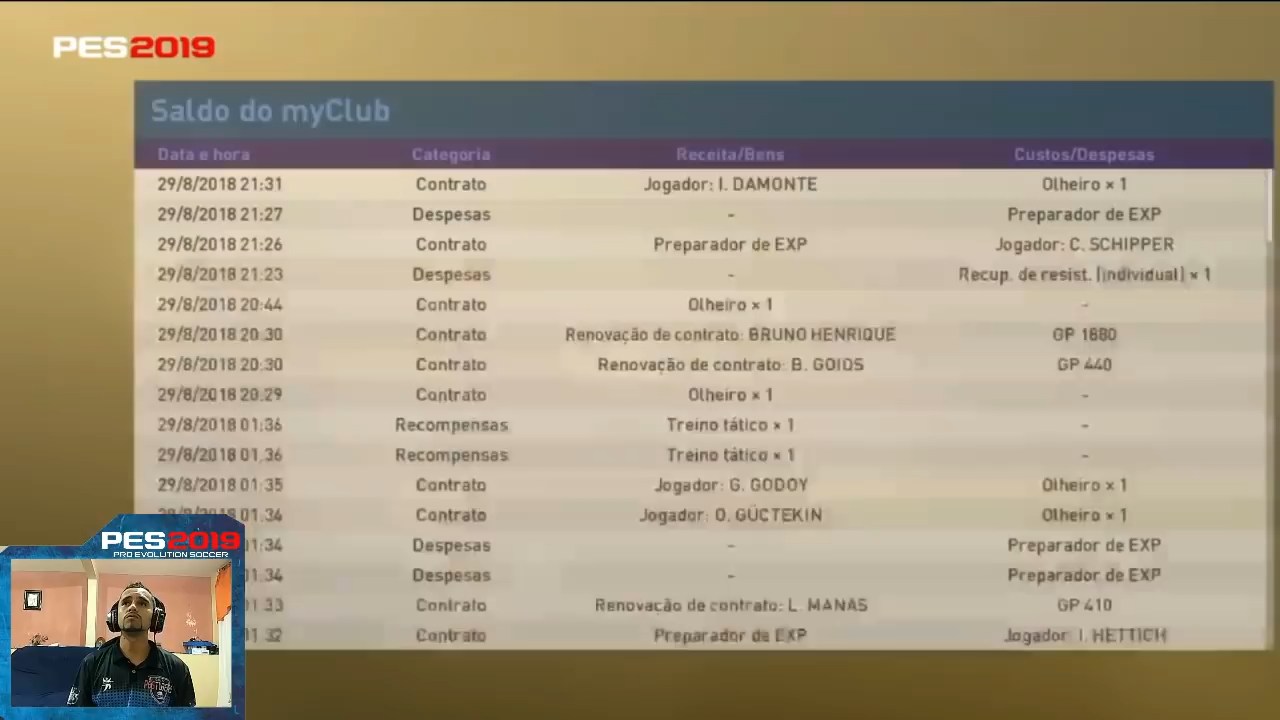 PES2019
Saldo do myClub
Data e hora Categoria Receita/Bens Custos/Despesas
29/8/2018 21:31 Contrato Jogador: I. DAMONTE Olheiro × 1
29/8/2018 21:27 Despesas - Preparador de EXP
29/8/2018 21:26 Contrato Preparador de EXP Jogador: C. SCHIPPER
29/8/2018 21:23 Despesas - Recup. de resist. (individual) × 1
29/8/2018 20:44 Contrato Olheiro × 1 -
29/8/2018 20:30 Contrato Renovação de contrato: BRUNO HENRIQUE GP 1880
29/8/2018 20:30 Contrato Renovação de contrato: B. GOIOS GP 440
29/8/2018 20:29 Contrato Olheiro × 1 -
29/8/2018 01:36 Recompensas Treino tático × 1 -
29/8/2018 01:36 Recompensas Treino tático × 1 -
29/8/2018 01:35 Contrato Jogador: G. GODOY Olheiro × 1
29/8/2018 01:34 Contrato Jogador: O. GÜCTEKIN Olheiro × 1
1:34 Despesas - Preparador de EXP
1:34 Despesas - Preparador de EXP
1:33 Contrato Renovação de contrato: L. MANAS GP 410
1:32 Contrato Preparador de EXP Jogador: I. HETTICH
PES2019
PRO EVOLUTION SOCCER